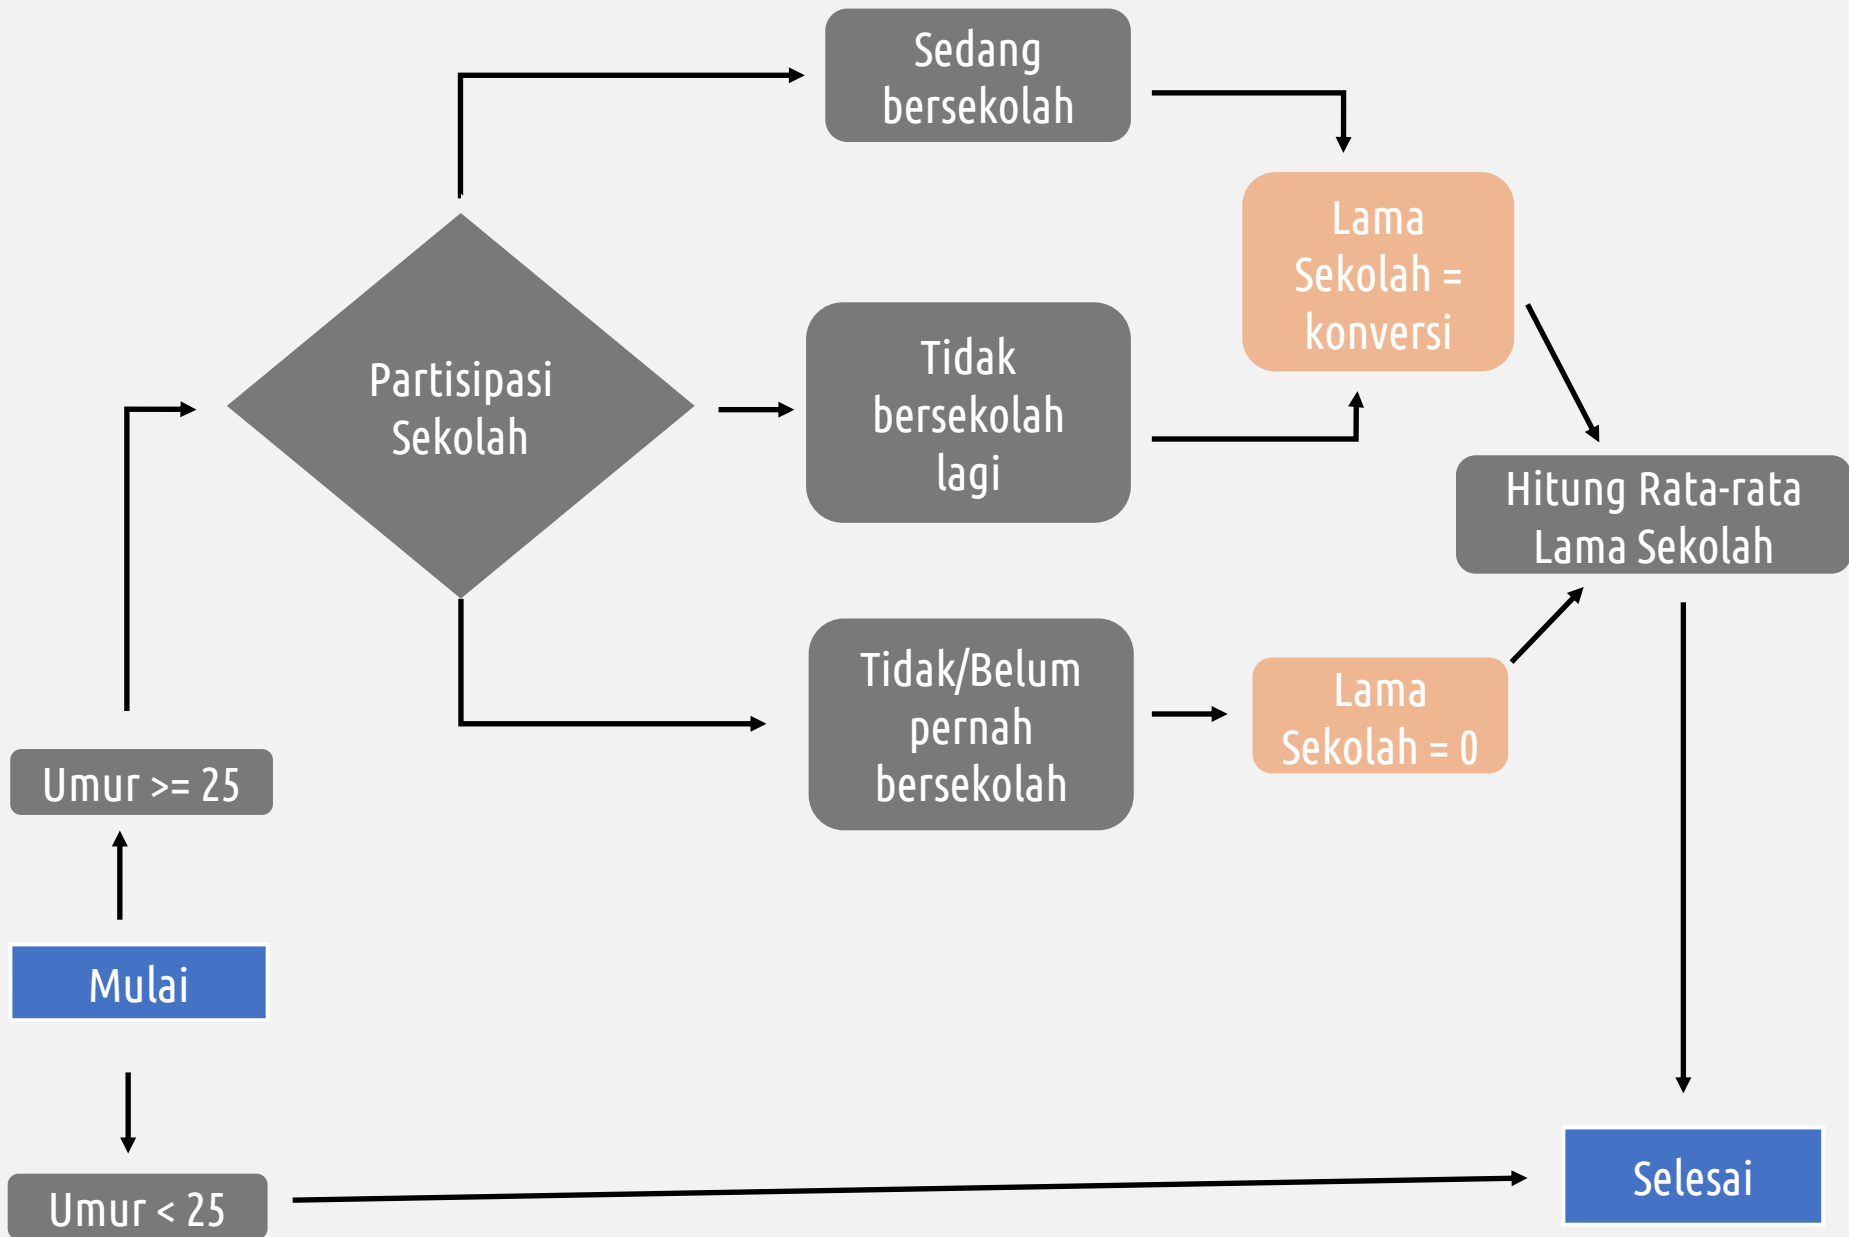 Sedang
bersekolah
Lama
Sekolah =
konversi
Partisipasi
Sekolah
Tidak
bersekolah
lagi
Hitung Rata-rata
Lama Sekolah
Tidak/Belum
pernah
bersekolah
Lama
Sekolah = 0
Umur >= 25
Mulai
Umur < 25
Selesai